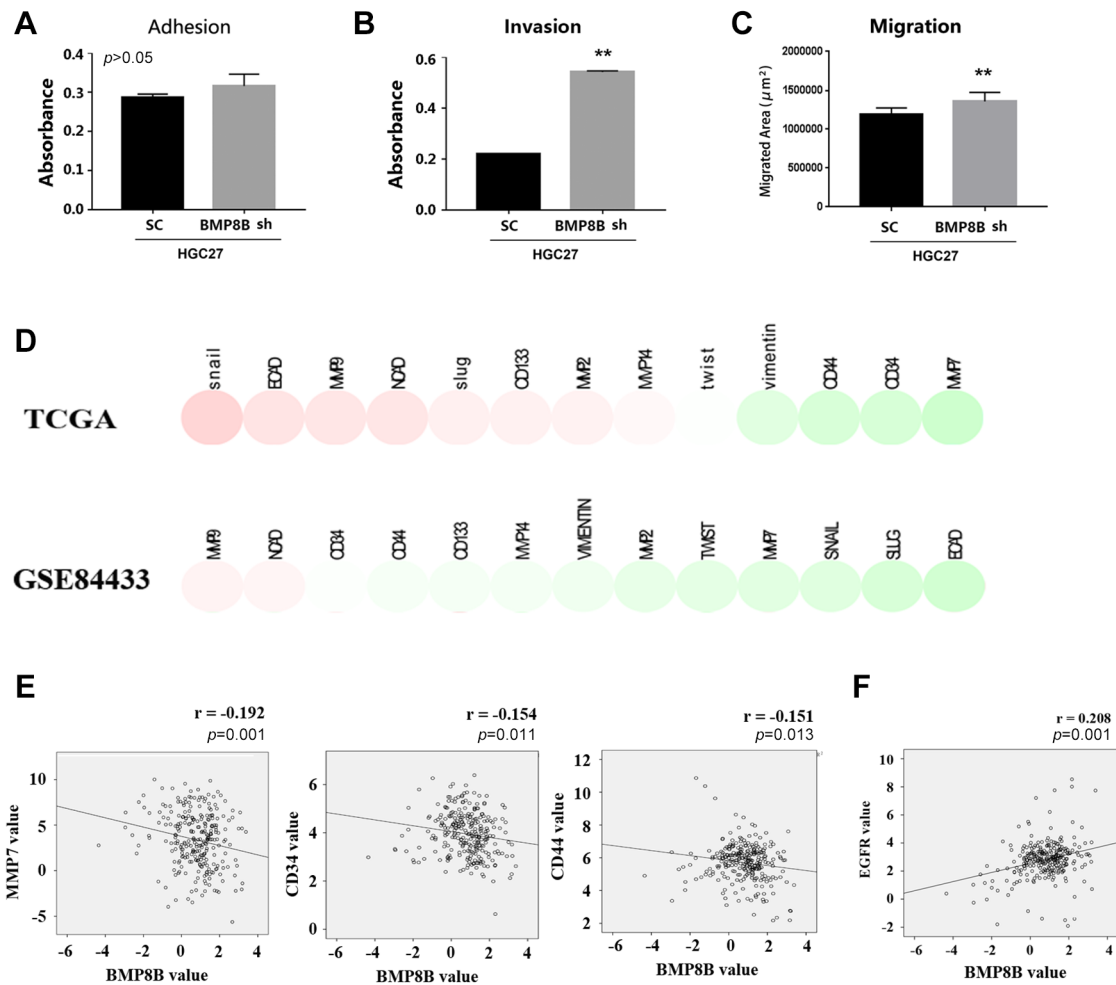 A
Adhesion
p>0.05
Absorbance
0.4
0.3
0.2
0.1
0.0
SC
BMP8B sh
HGC27
B
Invasion
**
Absorbance
0.6
0.4
0.2
0.0
SC
BMP8B sh
HGC27
C
Migration
**
Migrated Area (μm²)
2000000
1500000
1000000
500000
0
SC
BMP8B sh
HGC27
D
TCGA
snail
ECAD
MMP9
NCAD
slug
CD133
MMP2
MMP14
twist
vimentin
CD44
CD34
MMP7
GSE84433
MMP9
NCAD
CD34
CD44
CD133
MMP14
VIMENTIN
MMP2
TWIST
MMP7
SNAIL
SLUG
ECAD
E
r = -0.192
p=0.001
MMP7 value
10
5
0
-5
-6 -4 -2 0 2 4
BMP8B value
r = -0.154
p=0.011
CD34 value
6
4
2
0
-6 -4 -2 0 2 4
BMP8B value
r = -0.151
p=0.013
CD44 value
12
10
8
6
4
2
-6 -4 -2 0 2 4
BMP8B value
F
r = 0.208
p=0.001
EGFR value
10
8
6
4
2
0
-2
-6 -4 -2 0 2 4
BMP8B value